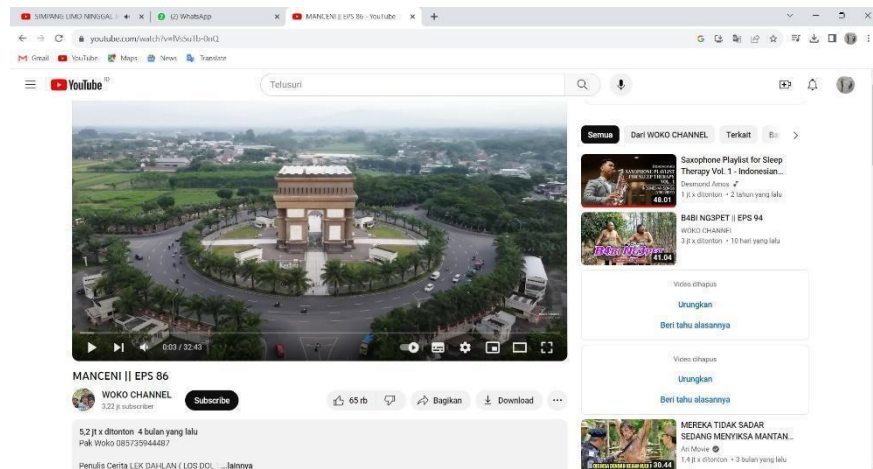 SIMPANG LIMO NINGGAL
(2) WhatsApp
MANCENI || EPS 86 - YouTube
Gmail
YouTube
Maps
News
Translate
YouTube ID
Telusuri
Semua
Dari WOKO CHANNEL
Terkait
Saxophone Playlist for Sleep
Therapy Vol. 1 - Indonesian...
Desmond Amos
1 jt x ditonton • 2 tahun yang lalu
48.01
B4BI NG3PET || EPS 94
WOKO CHANNEL
3 jt x ditonton • 10 hari yang lalu
B4BI NG3PET
41.04
Video dihapus
Urungkan
Beri tahu alasannya
Video dihapus
Urungkan
Beri tahu alasannya
MEREKA TIDAK SADAR
SEDANG MENYIKSA MANTAN...
Ari Movie
1,4 jt x ditonton • 3 bulan yang lalu
30.44
0:03 / 32:43
MANCENI || EPS 86
WOKO CHANNEL
3,22 jt subscriber
Subscribe
65 rb
Bagikan
Download
5,2 jt x ditonton 4 bulan yang lalu
Pak Woko 085735944487
Penulis Cerita LEK DAHLAN ( LOS DOL ) ...lainnya